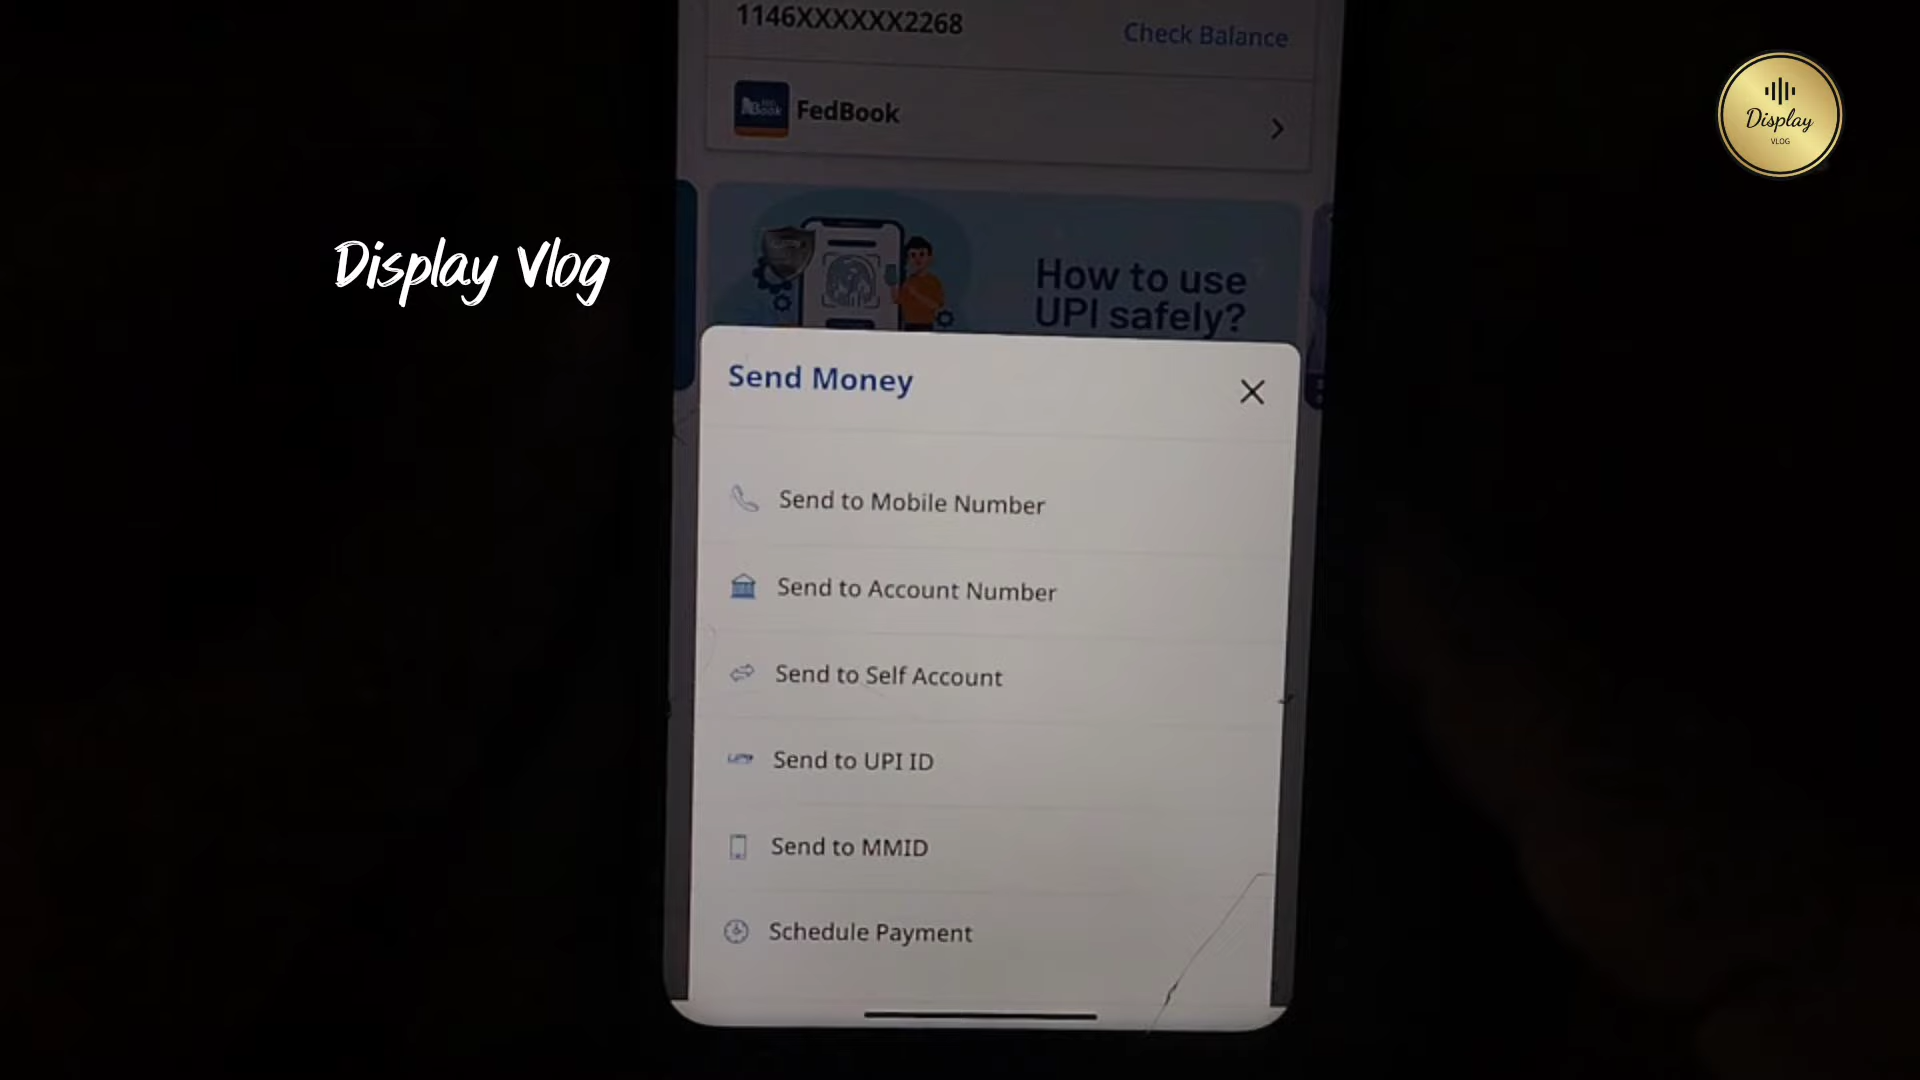 1146XXXXXX2268
Check Balance
FedBook
Display
VLOG
Display Vlog
How to use
UPI safely?
Send Money
Send to Mobile Number
Send to Account Number
Send to Self Account
Send to UPI ID
Send to MMID
Schedule Payment